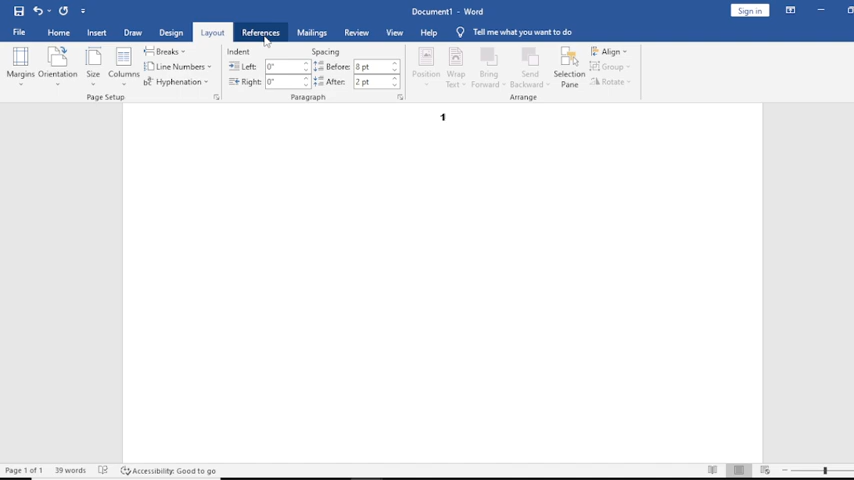 Document1 - Word
Sign in
File Home Insert Draw Design Layout References Mailings Review View Help Tell me what you want to do
Margins
Orientation
Size
Columns
Breaks
Line Numbers
Hyphenation
Page Setup
Indent
Left: 0"
Right: 0"
Spacing
Before: 8 pt
After: 2 pt
Paragraph
Position
Wrap
Text
Bring
Forward
Send
Backward
Selection
Pane
Align
Group
Rotate
Arrange
1
Page 1 of 1 39 words Accessibility: Good to go